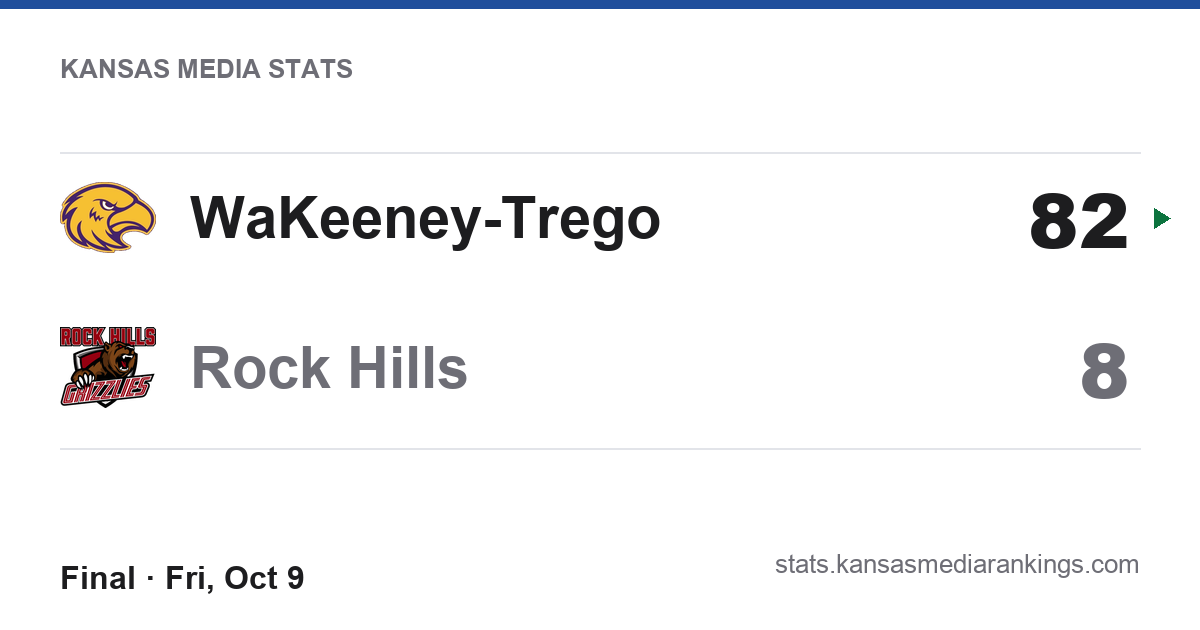 KANSAS MEDIA STATS
WaKeeney-Trego 82
ROCK HILLS
GRIZZLIES
Rock Hills 8
Final · Fri, Oct 9
stats.kansasmediarankings.com